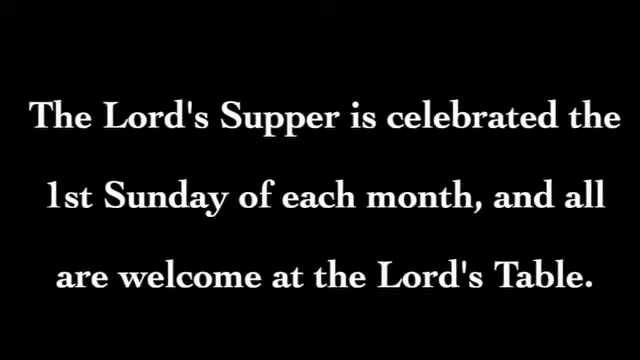 The Lord's Supper is celebrated the
1st Sunday of each month, and all
are welcome at the Lord's Table.